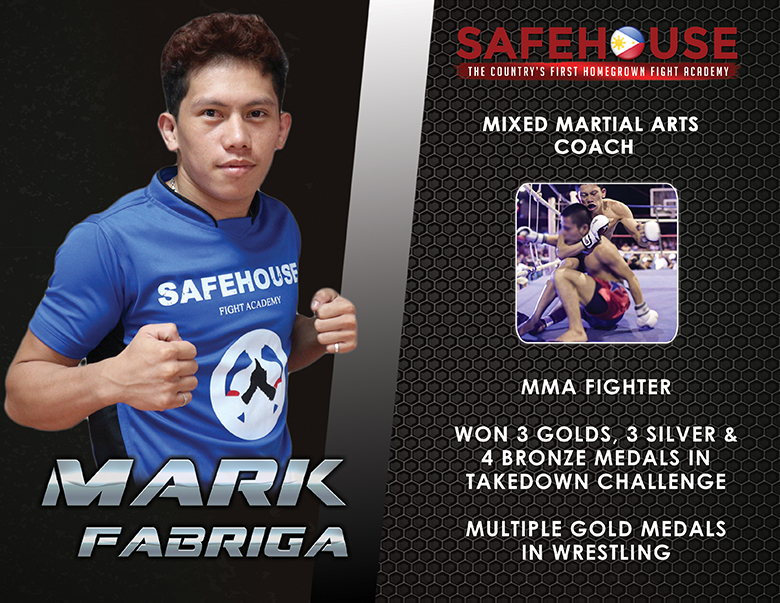 SAFEHOUSE
THE COUNTRY'S FIRST HOMEGROWN FIGHT ACADEMY
MIXED MARTIAL ARTS
COACH
SAFEHOUSE
FIGHT ACADEMY
MARK
FABRIGA
MMA FIGHTER
WON 3 GOLDS, 3 SILVER &
4 BRONZE MEDALS IN
TAKEDOWN CHALLENGE
MULTIPLE GOLD MEDALS
IN WRESTLING